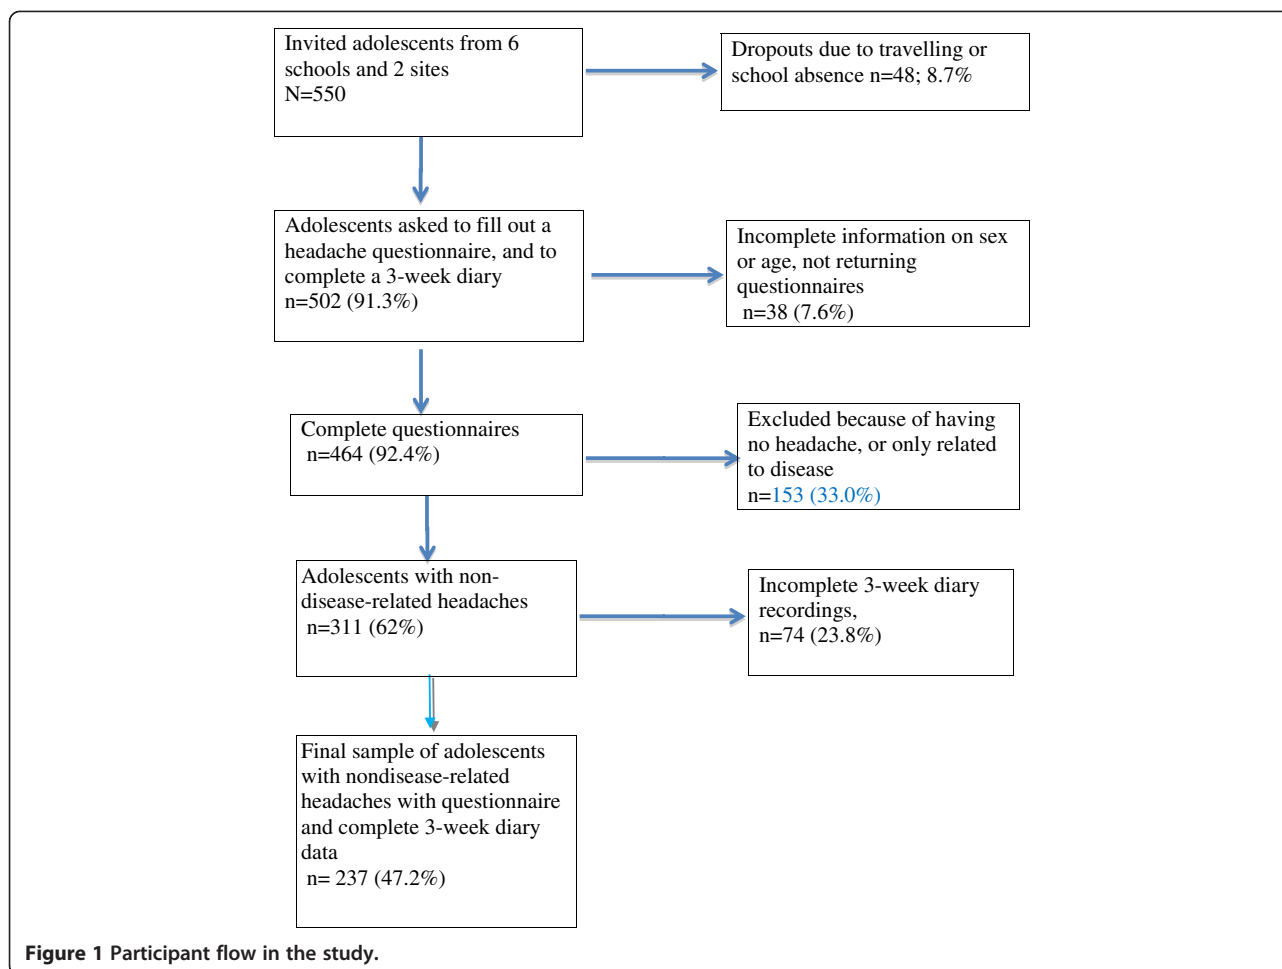 Invited adolescents from 6
schools and 2 sites
N=550
Dropouts due to travelling or
school absence n=48; 8.7%
Adolescents asked to fill out a
headache questionnaire, and to
complete a 3-week diary
n=502 (91.3%)
Incomplete information on sex
or age, not returning
questionnaires
n=38 (7.6%)
Complete questionnaires
n=464 (92.4%)
Excluded because of having
no headache, or only related
to disease
n=153 (33.0%)
Adolescents with non-
disease-related headaches
n=311 (62%)
Incomplete 3-week diary
recordings,
n=74 (23.8%)
Final sample of adolescents
with nondisease-related
headaches with questionnaire
and complete 3-week diary
data
n= 237 (47.2%)
Figure 1 Participant flow in the study.